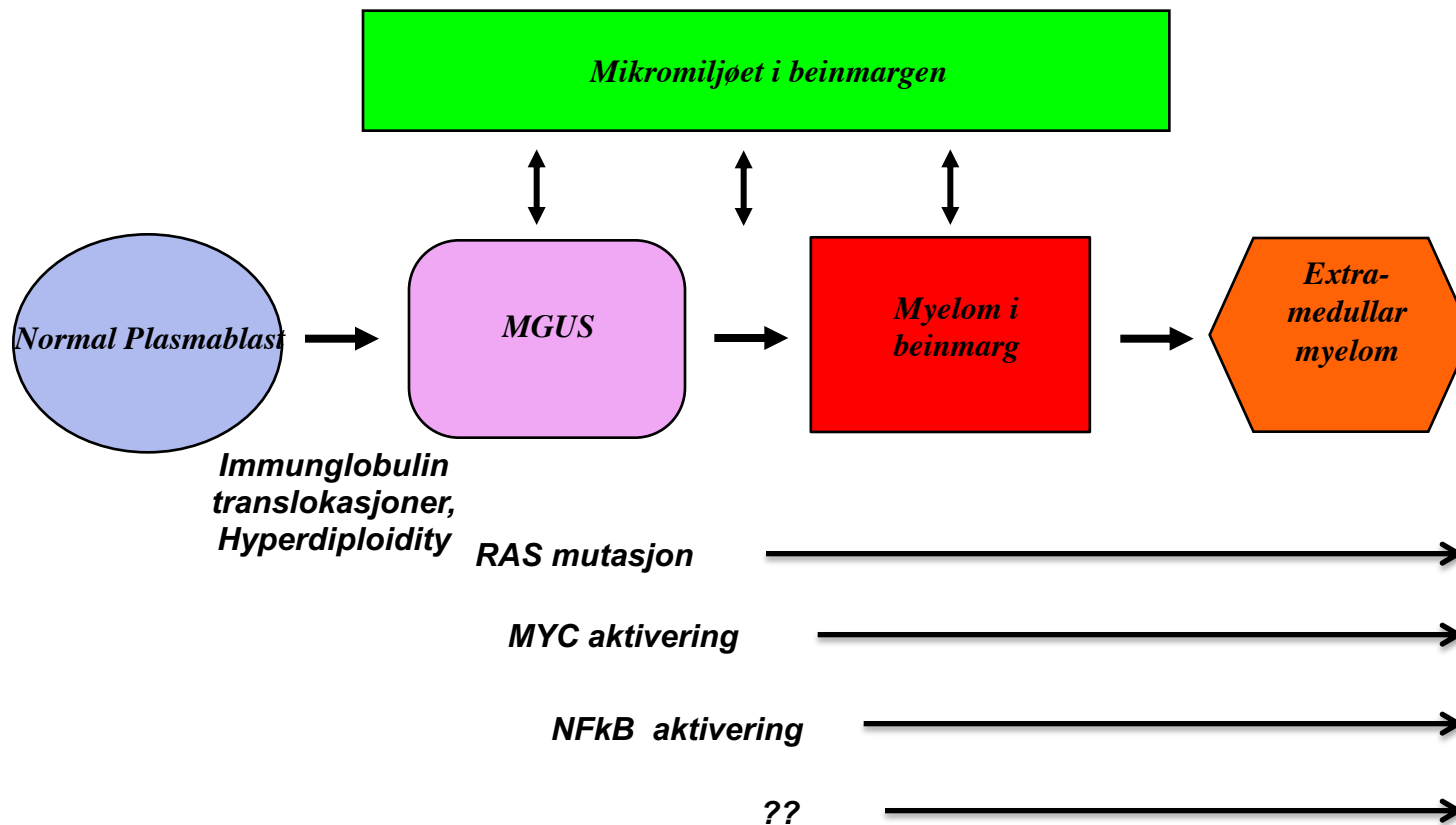 Mikromiljøet i beinmargen
Normal Plasmablast
MGUS
Myelom i
beinmarg
Extra-
medullar
myelom
Immunglobulin
translokasjoner,
Hyperdiploidity
RAS mutasjon
MYC aktivering
NFkB aktivering
??